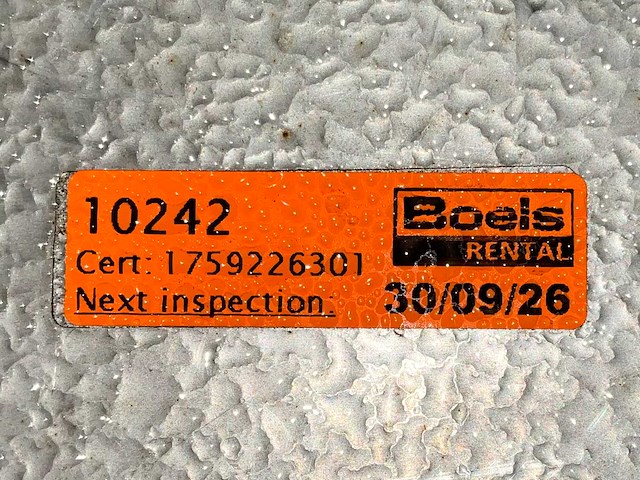 10242
Boels
RENTAL
Cert: 1759226301
Next inspection: 30/09/26